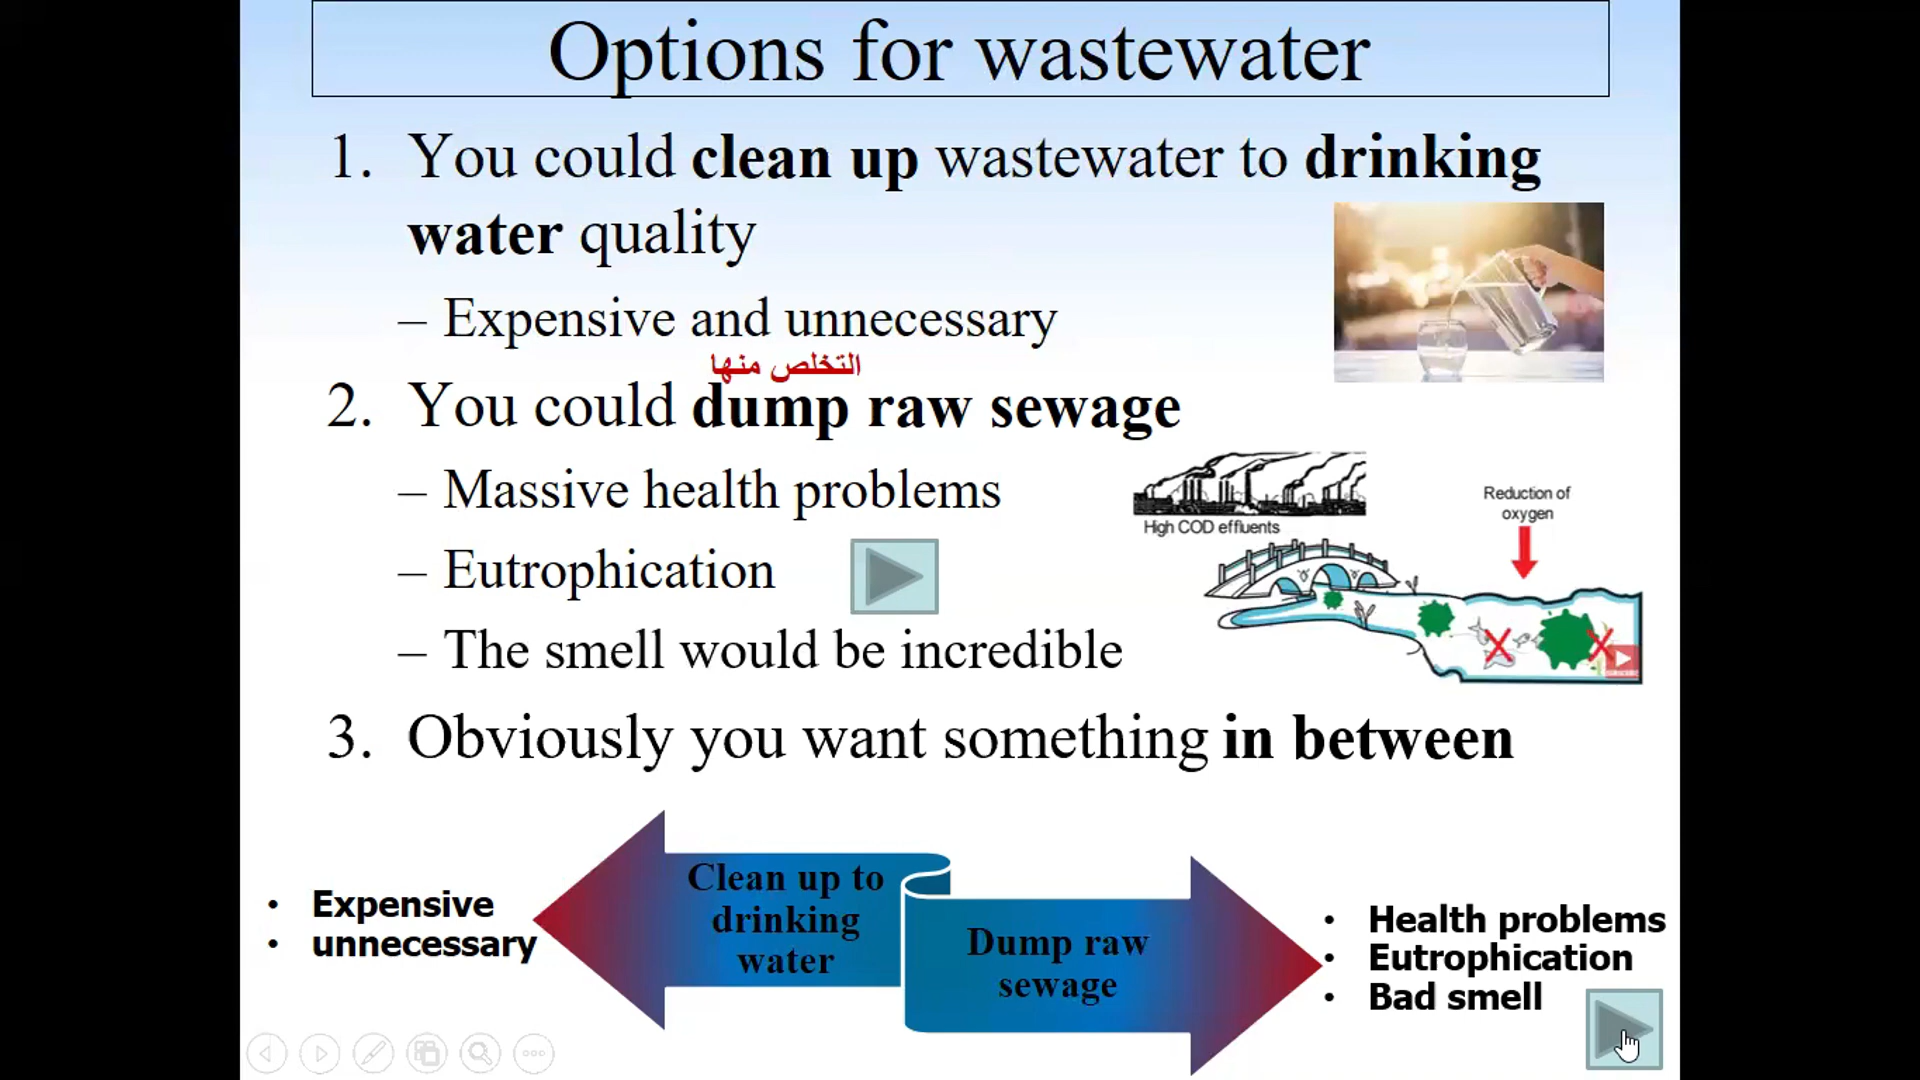 Options for wastewater
1. You could clean up wastewater to drinking
water quality
– Expensive and unnecessary
التخلص منها
2. You could dump raw sewage
– Massive health problems
– Eutrophication
– The smell would be incredible
High COD effluents
Reduction of
oxygen
3. Obviously you want something in between
• Expensive
• unnecessary
Clean up to
drinking
water
Dump raw
sewage
• Health problems
• Eutrophication
• Bad smell